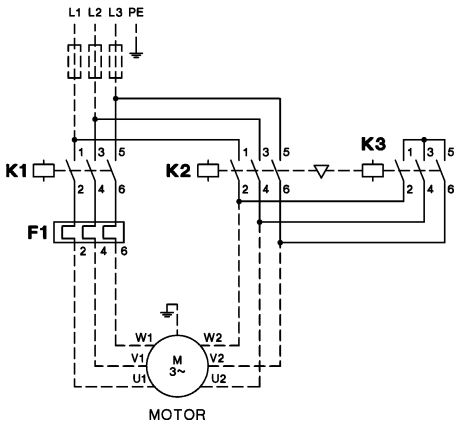 L1 L2 L3 PE
1 3 5 1 3 5 K3 1 3 5
K1 K2
2 4 6 2 4 6 2 4 6
F1
2 4 6
W1 W2
V1 M V2
3~
U1 U2
MOTOR